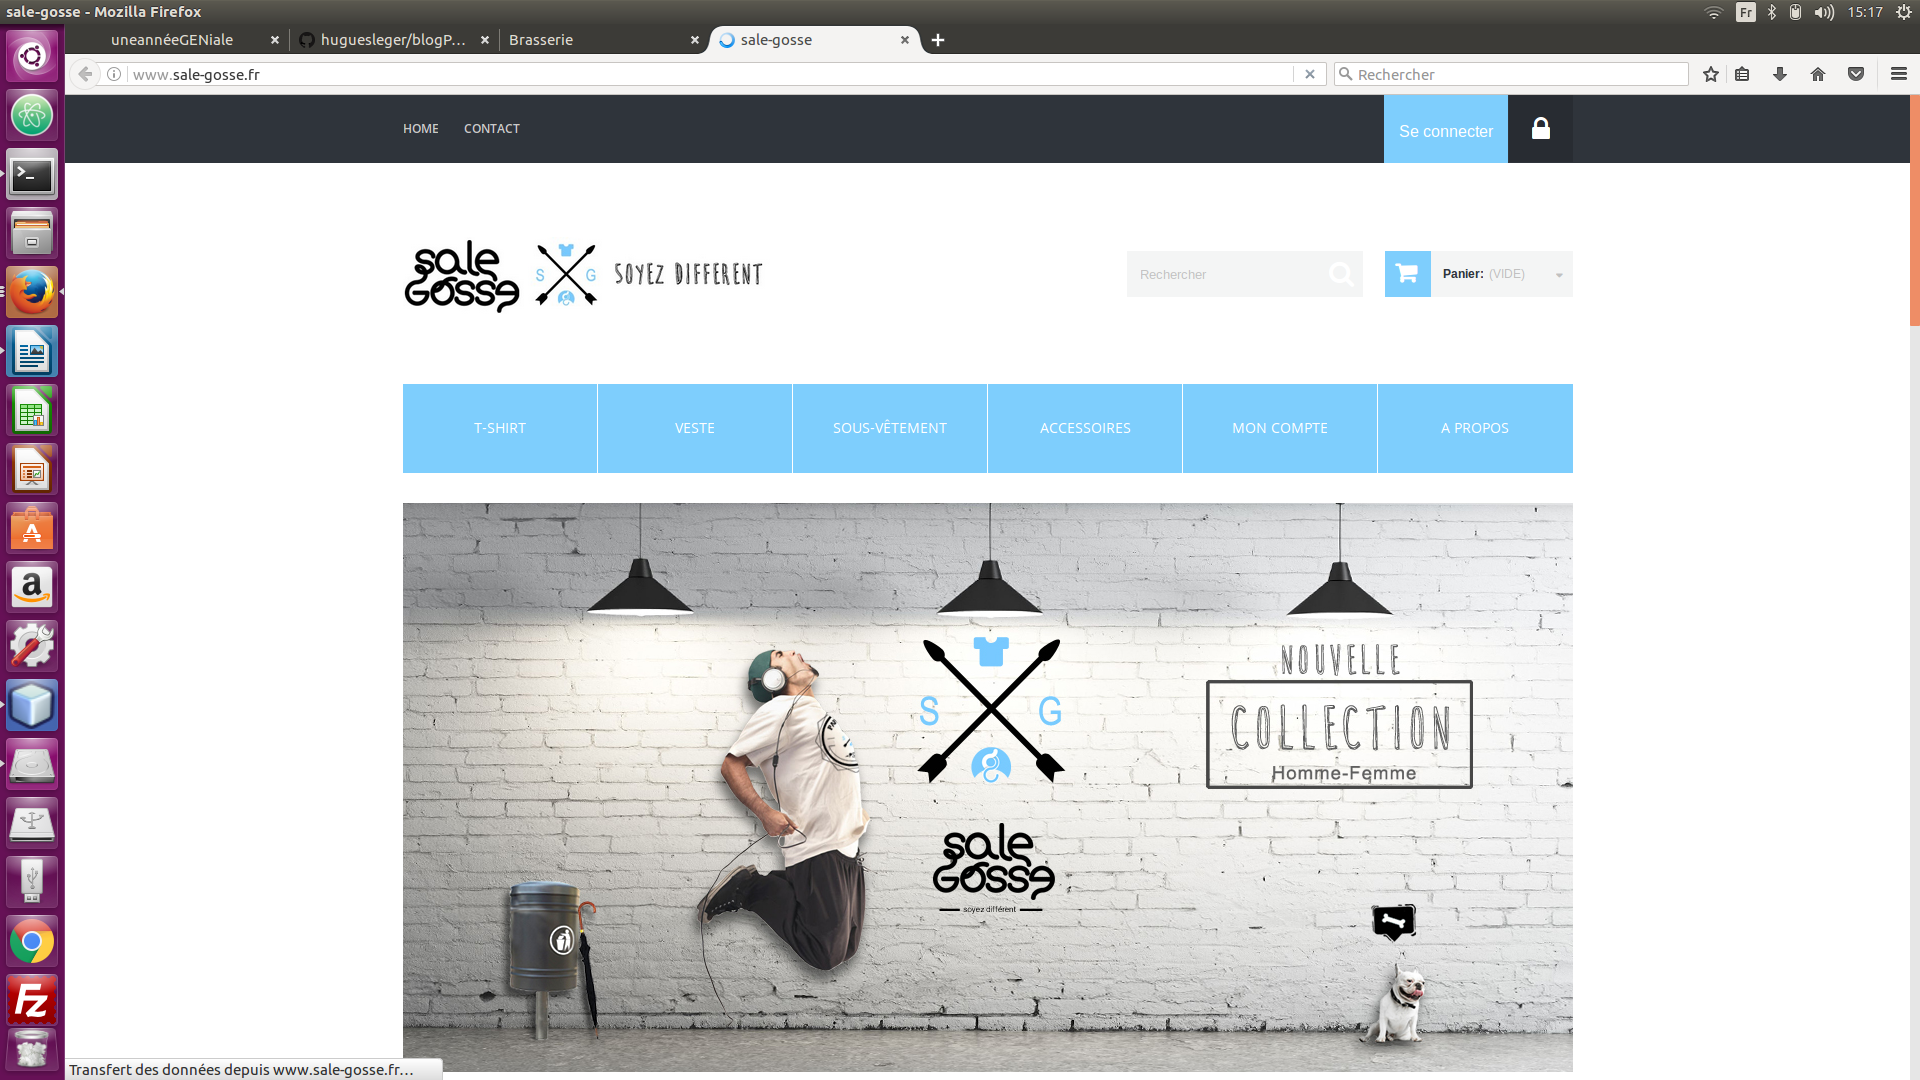 sale-gosse - Mozilla Firefox
Fr
15:17
uneannéeGENiale
huguesleger/blogP...
Brasserie
sale-gosse
www.sale-gosse.fr
Rechercher
HOME
CONTACT
Se connecter
sale
Gosse
S
G
SOYEZ DIFFERENT
Rechercher
Panier: (VIDE)
T-SHIRT
VESTE
SOUS-VÊTEMENT
ACCESSOIRES
MON COMPTE
A PROPOS
S
G
NOUVELLE
COLLECTION
Homme-Femme
sale
Gosse
soyez différent
Transfert des données depuis www.sale-gosse.fr...